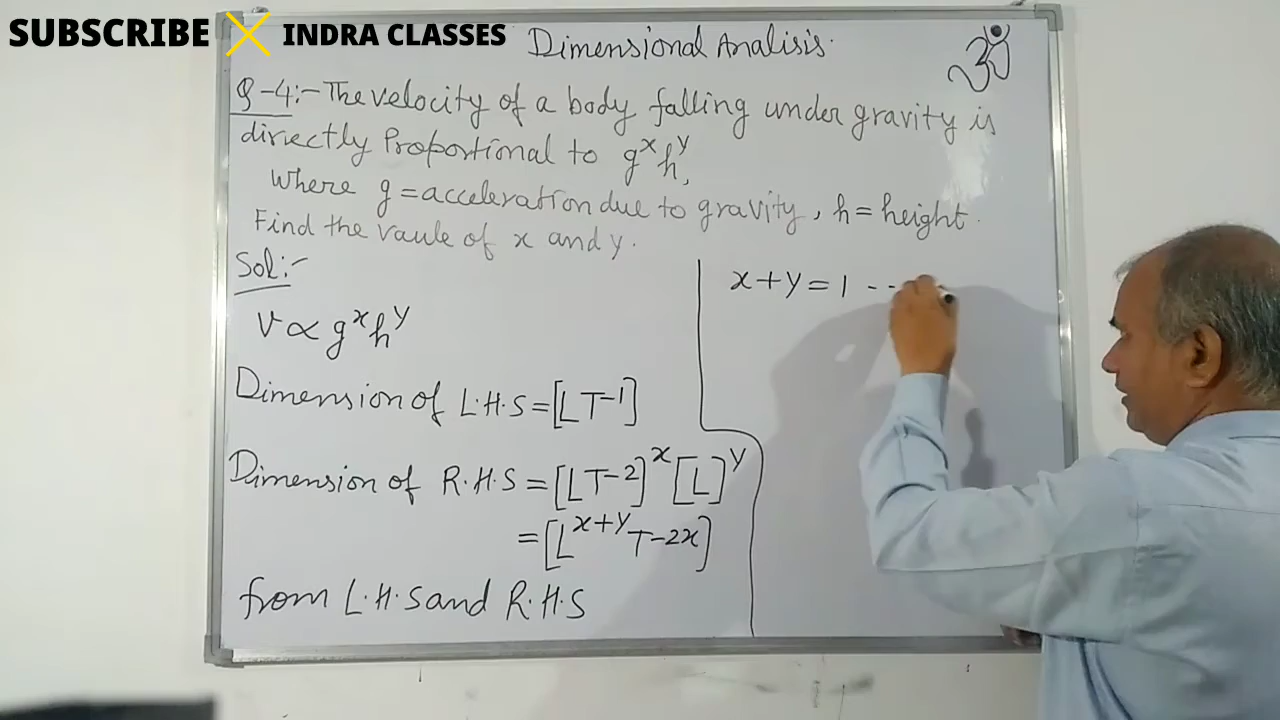 SUBSCRIBE INDRA CLASSES
Dimensional Analisis.
ॐ
Q-4:- The velocity of a body falling under gravity is
directly Proportional to g^x h^y,
where g = acceleration due to gravity, h = height.
Find the vaule of x and y.
Sol:-
V ∝ g^x h^y
Dimension of L.H.S = [LT-1]
Dimension of R.H.S = [LT-2]^x [L]^y
= [L^x+y T-2x]
from L.H.S and R.H.S
x+y=1 --